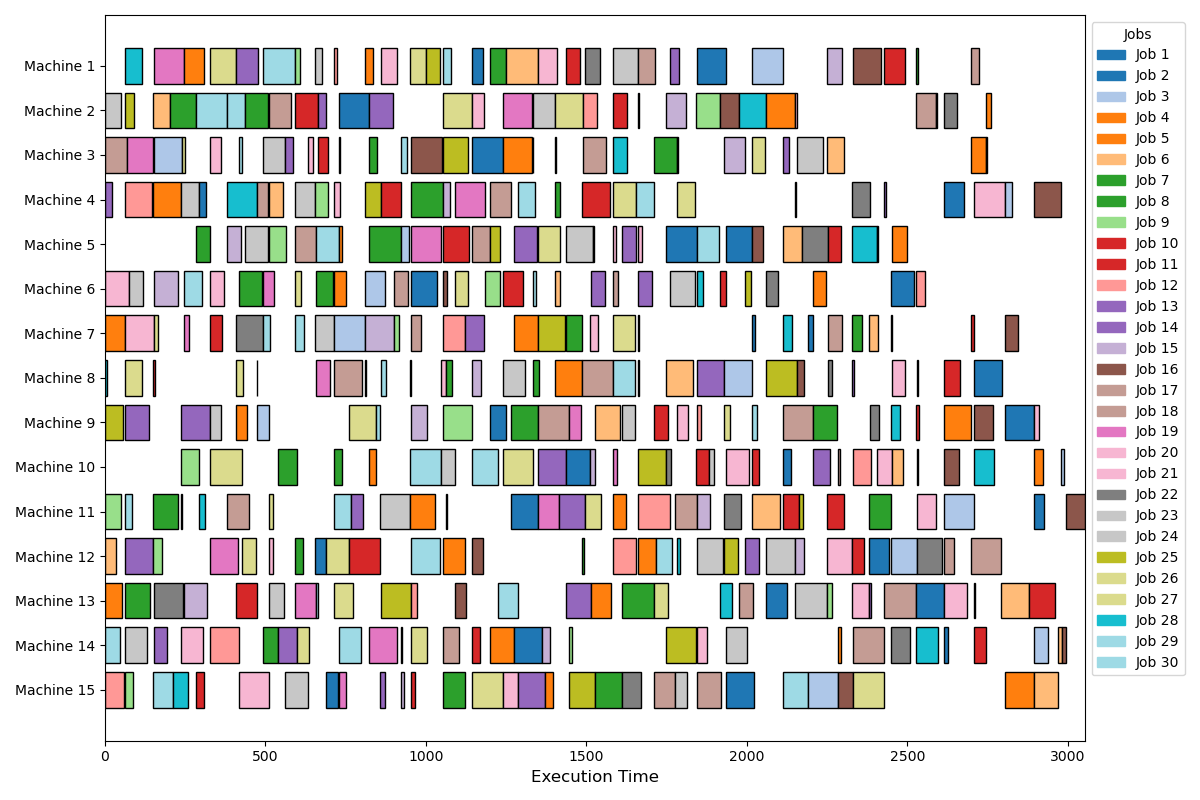 Machine 1
Machine 2
Machine 3
Machine 4
Machine 5
Machine 6
Machine 7
Machine 8
Machine 9
Machine 10
Machine 11
Machine 12
Machine 13
Machine 14
Machine 15
0 500 1000 1500 2000 2500 3000
Execution Time
Jobs
Job 1
Job 2
Job 3
Job 4
Job 5
Job 6
Job 7
Job 8
Job 9
Job 10
Job 11
Job 12
Job 13
Job 14
Job 15
Job 16
Job 17
Job 18
Job 19
Job 20
Job 21
Job 22
Job 23
Job 24
Job 25
Job 26
Job 27
Job 28
Job 29
Job 30